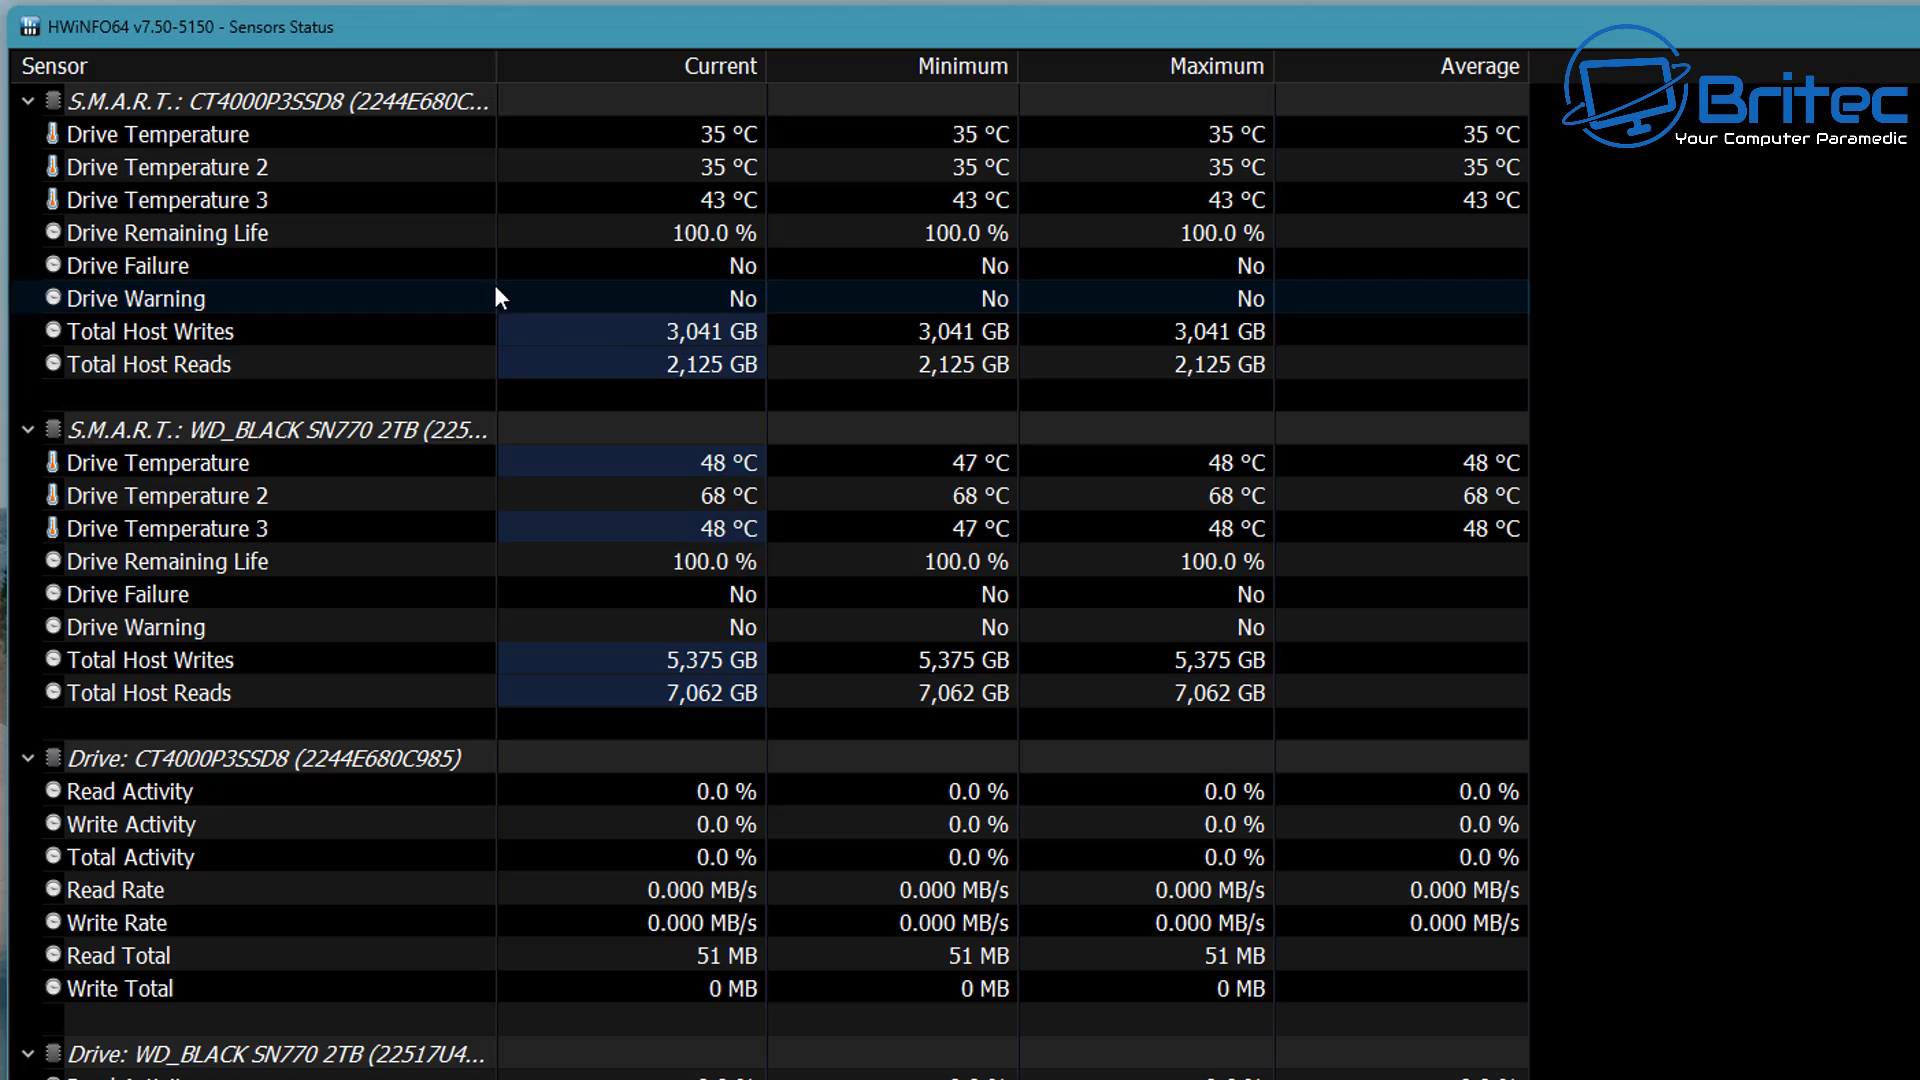 HWiNFO64 v7.50-5150 - Sensors Status
Sensor Current Minimum Maximum Average
Britec
Your Computer Paramedic
S.M.A.R.T.: CT4000P3SSD8 (2244E680C...
Drive Temperature 35 °C 35 °C 35 °C 35 °C
Drive Temperature 2 35 °C 35 °C 35 °C 35 °C
Drive Temperature 3 43 °C 43 °C 43 °C 43 °C
Drive Remaining Life 100.0 % 100.0 % 100.0 %
Drive Failure No No No
Drive Warning No No No
Total Host Writes 3,041 GB 3,041 GB 3,041 GB
Total Host Reads 2,125 GB 2,125 GB 2,125 GB
S.M.A.R.T.: WD_BLACK SN770 2TB (225...
Drive Temperature 48 °C 47 °C 48 °C 48 °C
Drive Temperature 2 68 °C 68 °C 68 °C 68 °C
Drive Temperature 3 48 °C 47 °C 48 °C 48 °C
Drive Remaining Life 100.0 % 100.0 % 100.0 %
Drive Failure No No No
Drive Warning No No No
Total Host Writes 5,375 GB 5,375 GB 5,375 GB
Total Host Reads 7,062 GB 7,062 GB 7,062 GB
Drive: CT4000P3SSD8 (2244E680C985)
Read Activity 0.0 % 0.0 % 0.0 % 0.0 %
Write Activity 0.0 % 0.0 % 0.0 % 0.0 %
Total Activity 0.0 % 0.0 % 0.0 % 0.0 %
Read Rate 0.000 MB/s 0.000 MB/s 0.000 MB/s 0.000 MB/s
Write Rate 0.000 MB/s 0.000 MB/s 0.000 MB/s 0.000 MB/s
Read Total 51 MB 51 MB 51 MB
Write Total 0 MB 0 MB 0 MB
Drive: WD_BLACK SN770 2TB (22517U4...